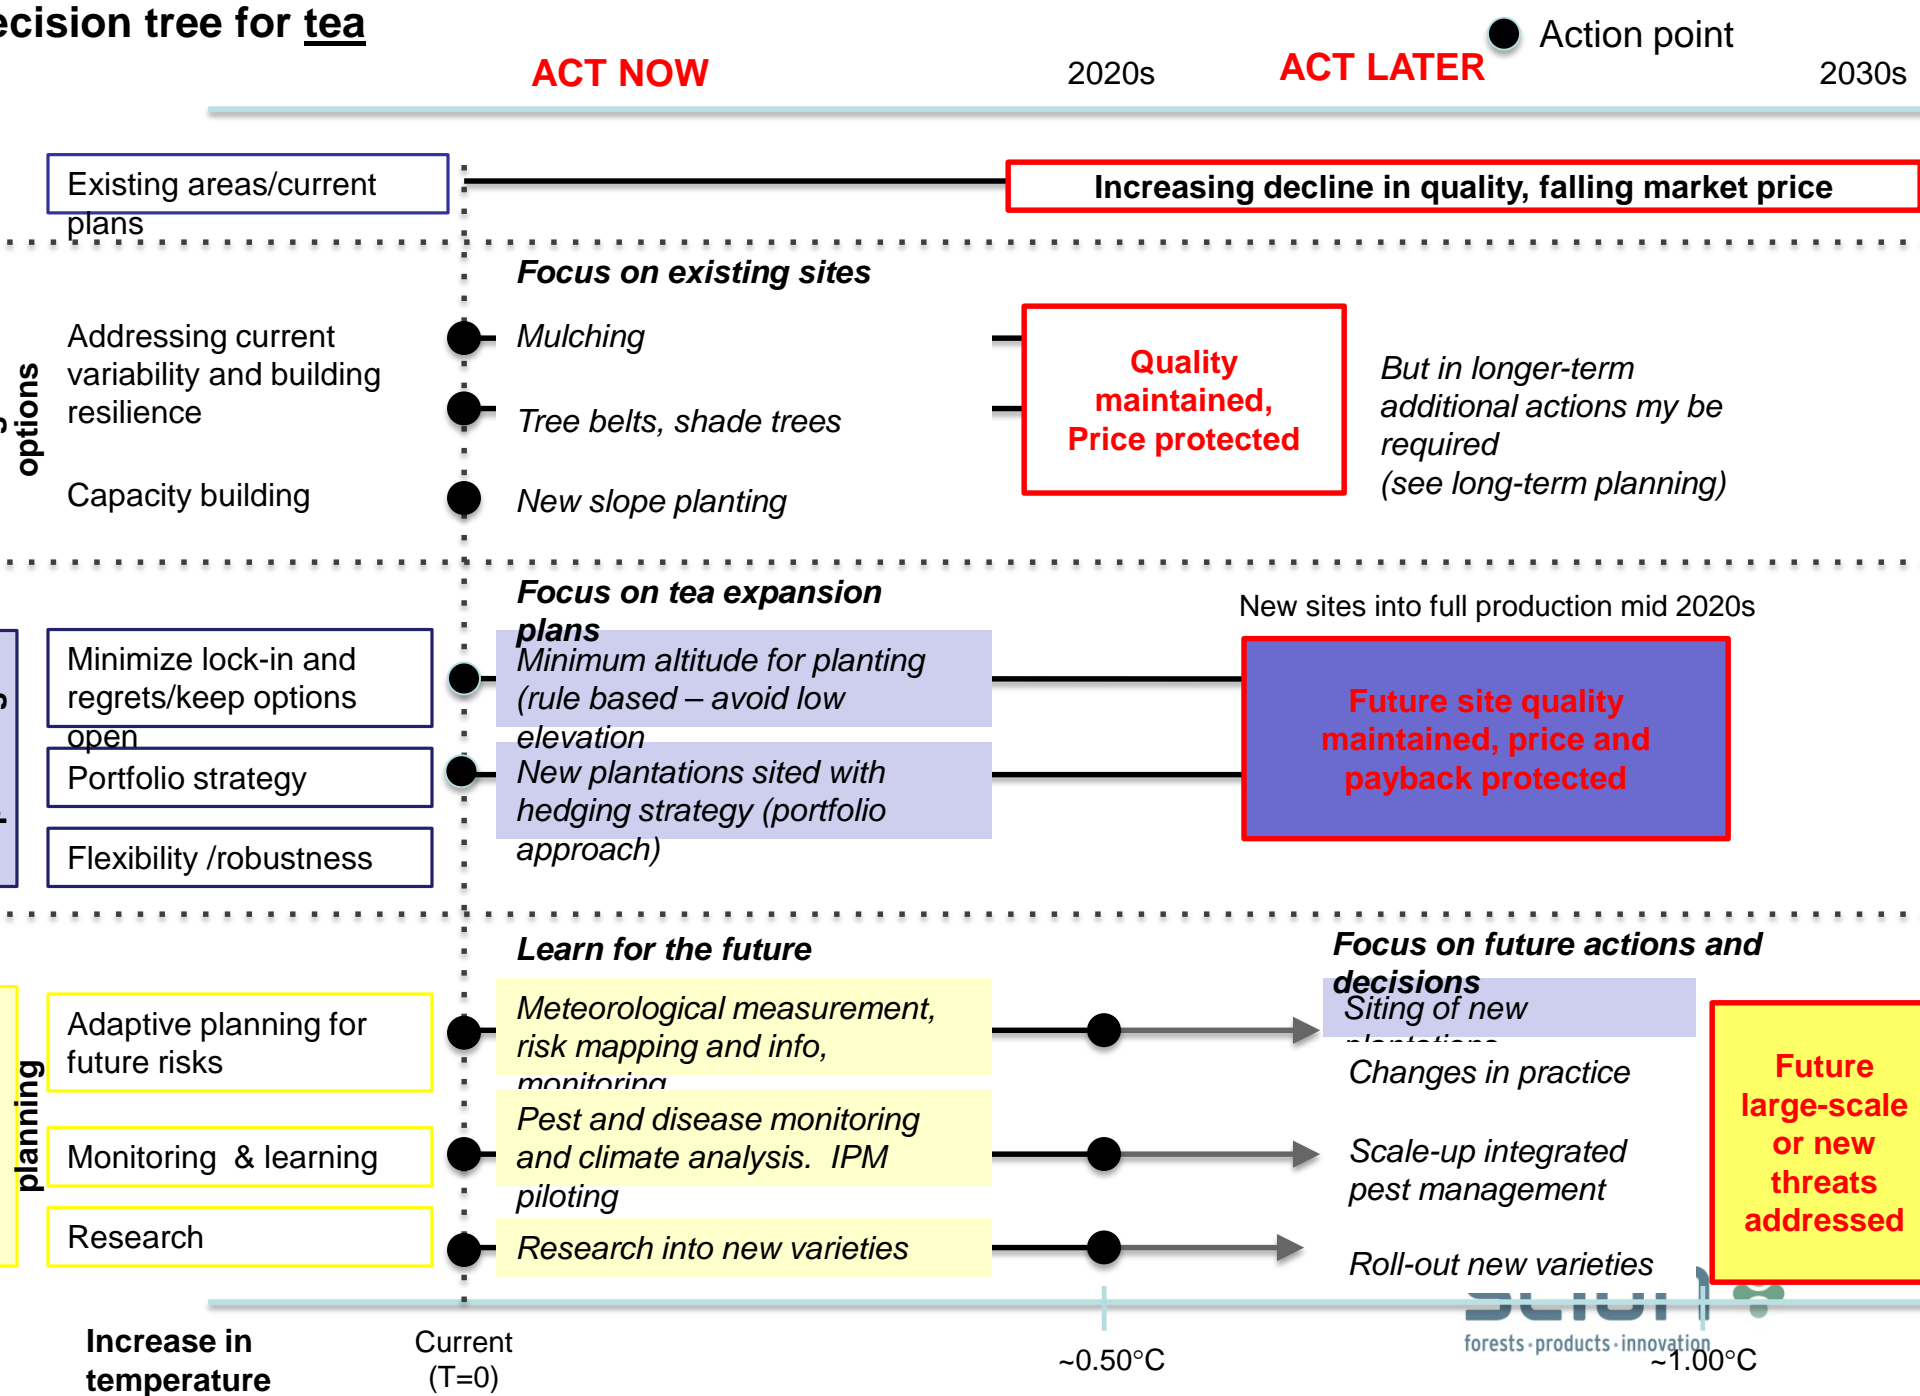 ecision tree for tea
Action point
ACT NOW
2020s
ACT LATER
2030s
Existing areas/current
plans
Increasing decline in quality, falling market price
options
Addressing current
variability and building
resilience
Capacity building
Focus on existing sites
Mulching
Tree belts, shade trees
New slope planting
Quality
maintained,
Price protected
But in longer-term
additional actions my be
required
(see long-term planning)
Minimize lock-in and
regrets/keep options
open
Portfolio strategy
Flexibility /robustness
Focus on tea expansion
plans
Minimum altitude for planting
(rule based – avoid low
elevation
New plantations sited with
hedging strategy (portfolio
approach)
New sites into full production mid 2020s
Future site quality
maintained, price and
payback protected
planning
Adaptive planning for
future risks
Monitoring & learning
Research
Learn for the future
Meteorological measurement,
risk mapping and info,
monitoring
Pest and disease monitoring
and climate analysis. IPM
piloting
Research into new varieties
Focus on future actions and
decisions
Siting of new
plantations
Changes in practice
Scale-up integrated
pest management
Roll-out new varieties
Future
large-scale
or new
threats
addressed
scion
forests·products·innovation
Increase in
temperature
Current
(T=0)
~0.50°C
~1.00°C